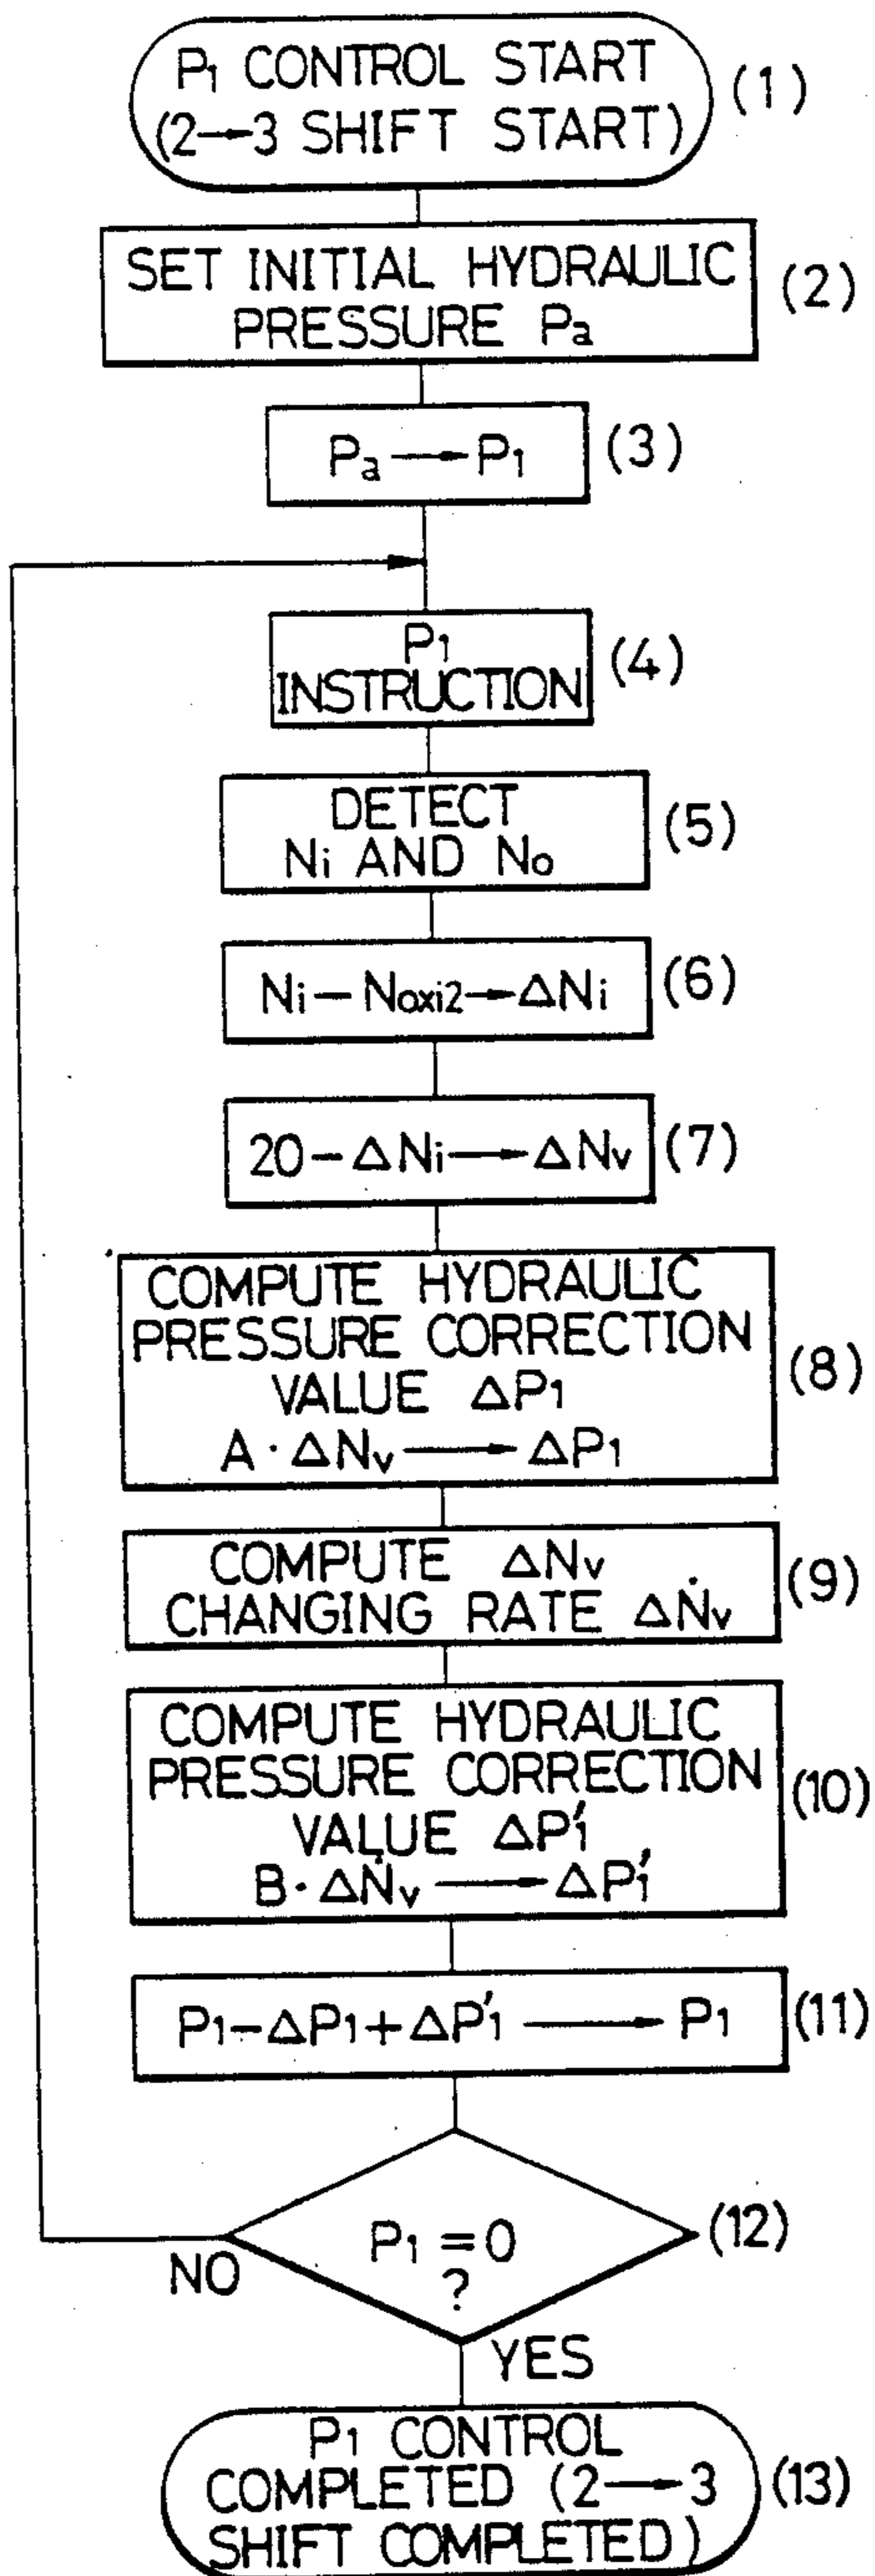 P1 CONTROL START
(2→3 SHIFT START)
(1)
SET INITIAL HYDRAULIC
PRESSURE Pa
(2)
Pa → P1
(3)
P1
INSTRUCTION
(4)
DETECT
Ni AND No
(5)
Ni − Noxi2 → ΔNi
(6)
20 − ΔNi → ΔNv
(7)
COMPUTE HYDRAULIC
PRESSURE CORRECTION
VALUE ΔP1
A · ΔNv → ΔP1
(8)
COMPUTE ΔNv
CHANGING RATE ΔṄv
(9)
COMPUTE HYDRAULIC
PRESSURE CORRECTION
VALUE ΔP'1
B · ΔṄv → ΔP'1
(10)
P1 − ΔP1 + ΔP'1 → P1
(11)
P1 = 0
?
(12)
NO
YES
P1 CONTROL
COMPLETED (2→3
SHIFT COMPLETED)
(13)